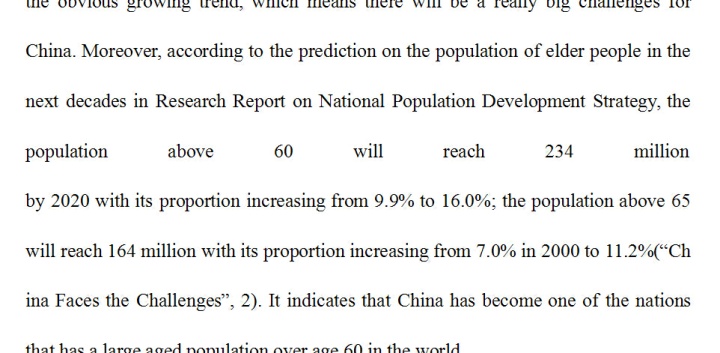 the obvious growing trend, which means there will be a really big challenges for
China. Moreover, according to the prediction on the population of elder people in the
next decades in Research Report on National Population Development Strategy, the
population above 60 will reach 234 million
by 2020 with its proportion increasing from 9.9% to 16.0%; the population above 65
will reach 164 million with its proportion increasing from 7.0% in 2000 to 11.2%(“Ch
ina Faces the Challenges”, 2). It indicates that China has become one of the nations
that has a large aged population over age 60 in the world.